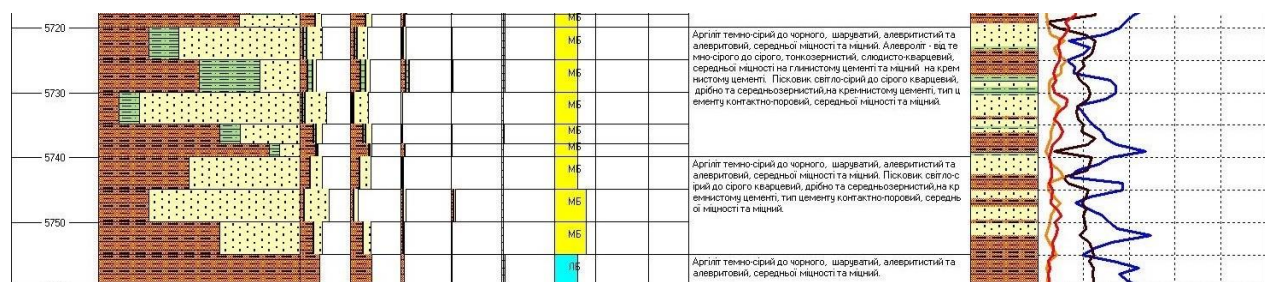 5720
5730
5740
5750
МБ
МБ
МБ
МБ
МБ
МБ
МБ
МБ
МБ
ПБ
Аргіліт темно-сірий до чорного, шаруватий, алевритистий та
алевритовий, середньої міцності та міцний. Алевроліт - від те
мно-сірого до сірого, тонкозернистий, слюдисто-кварцевий,
середньої міцності на глинистому цементі та міцний на крем
нистому цементі. Пісковик світло-сірий до сірого кварцевий,
дрібно та середньозернистий,на кремнистому цементі, тип ц
ементу контактно-поровий, середньої міцності та міцний.
Аргіліт темно-сірий до чорного, шаруватий, алевритистий та
алевритовий, середньої міцності та міцний. Пісковик світло-с
ірий до сірого кварцевий, дрібно та середньозернистий,на кр
емнистому цементі, тип цементу контактно-поровий, середнь
ої міцності та міцний.
Аргіліт темно-сірий до чорного, шаруватий, алевритистий та
алевритовий, середньої міцності та міцний.